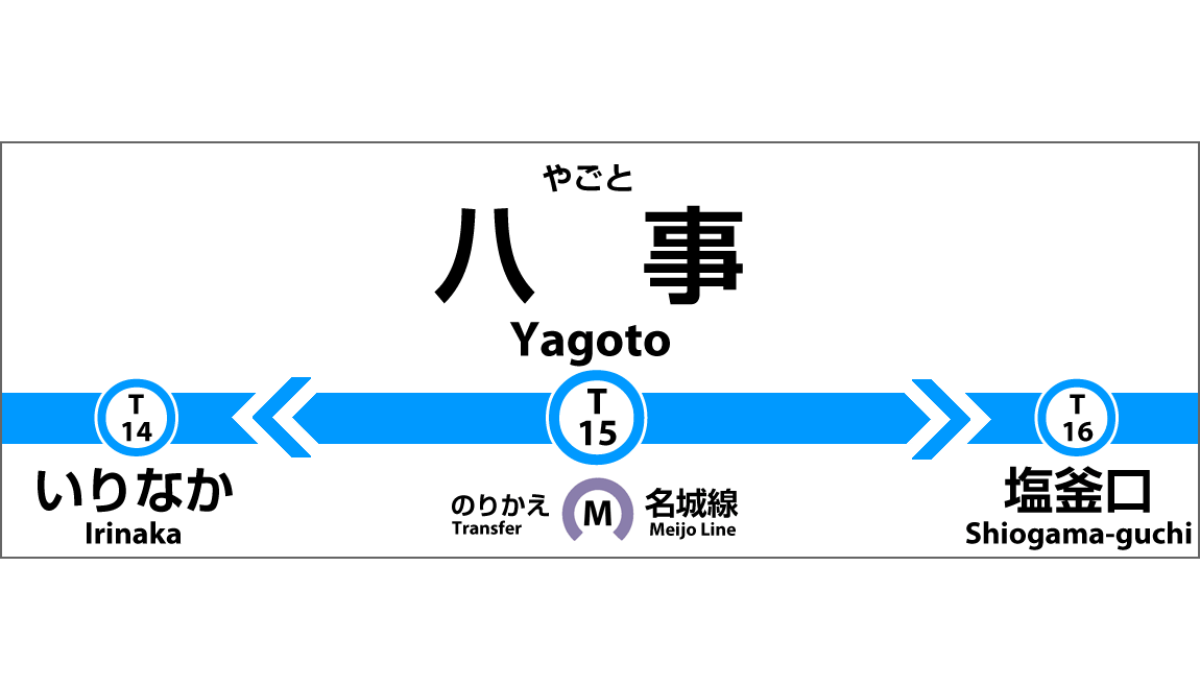 やごと
八事
Yagoto
T
14
T
15
T
16
いりなか
Irinaka
のりかえ
Transfer
M
名城線
Meijo Line
塩釜口
Shiogama-guchi